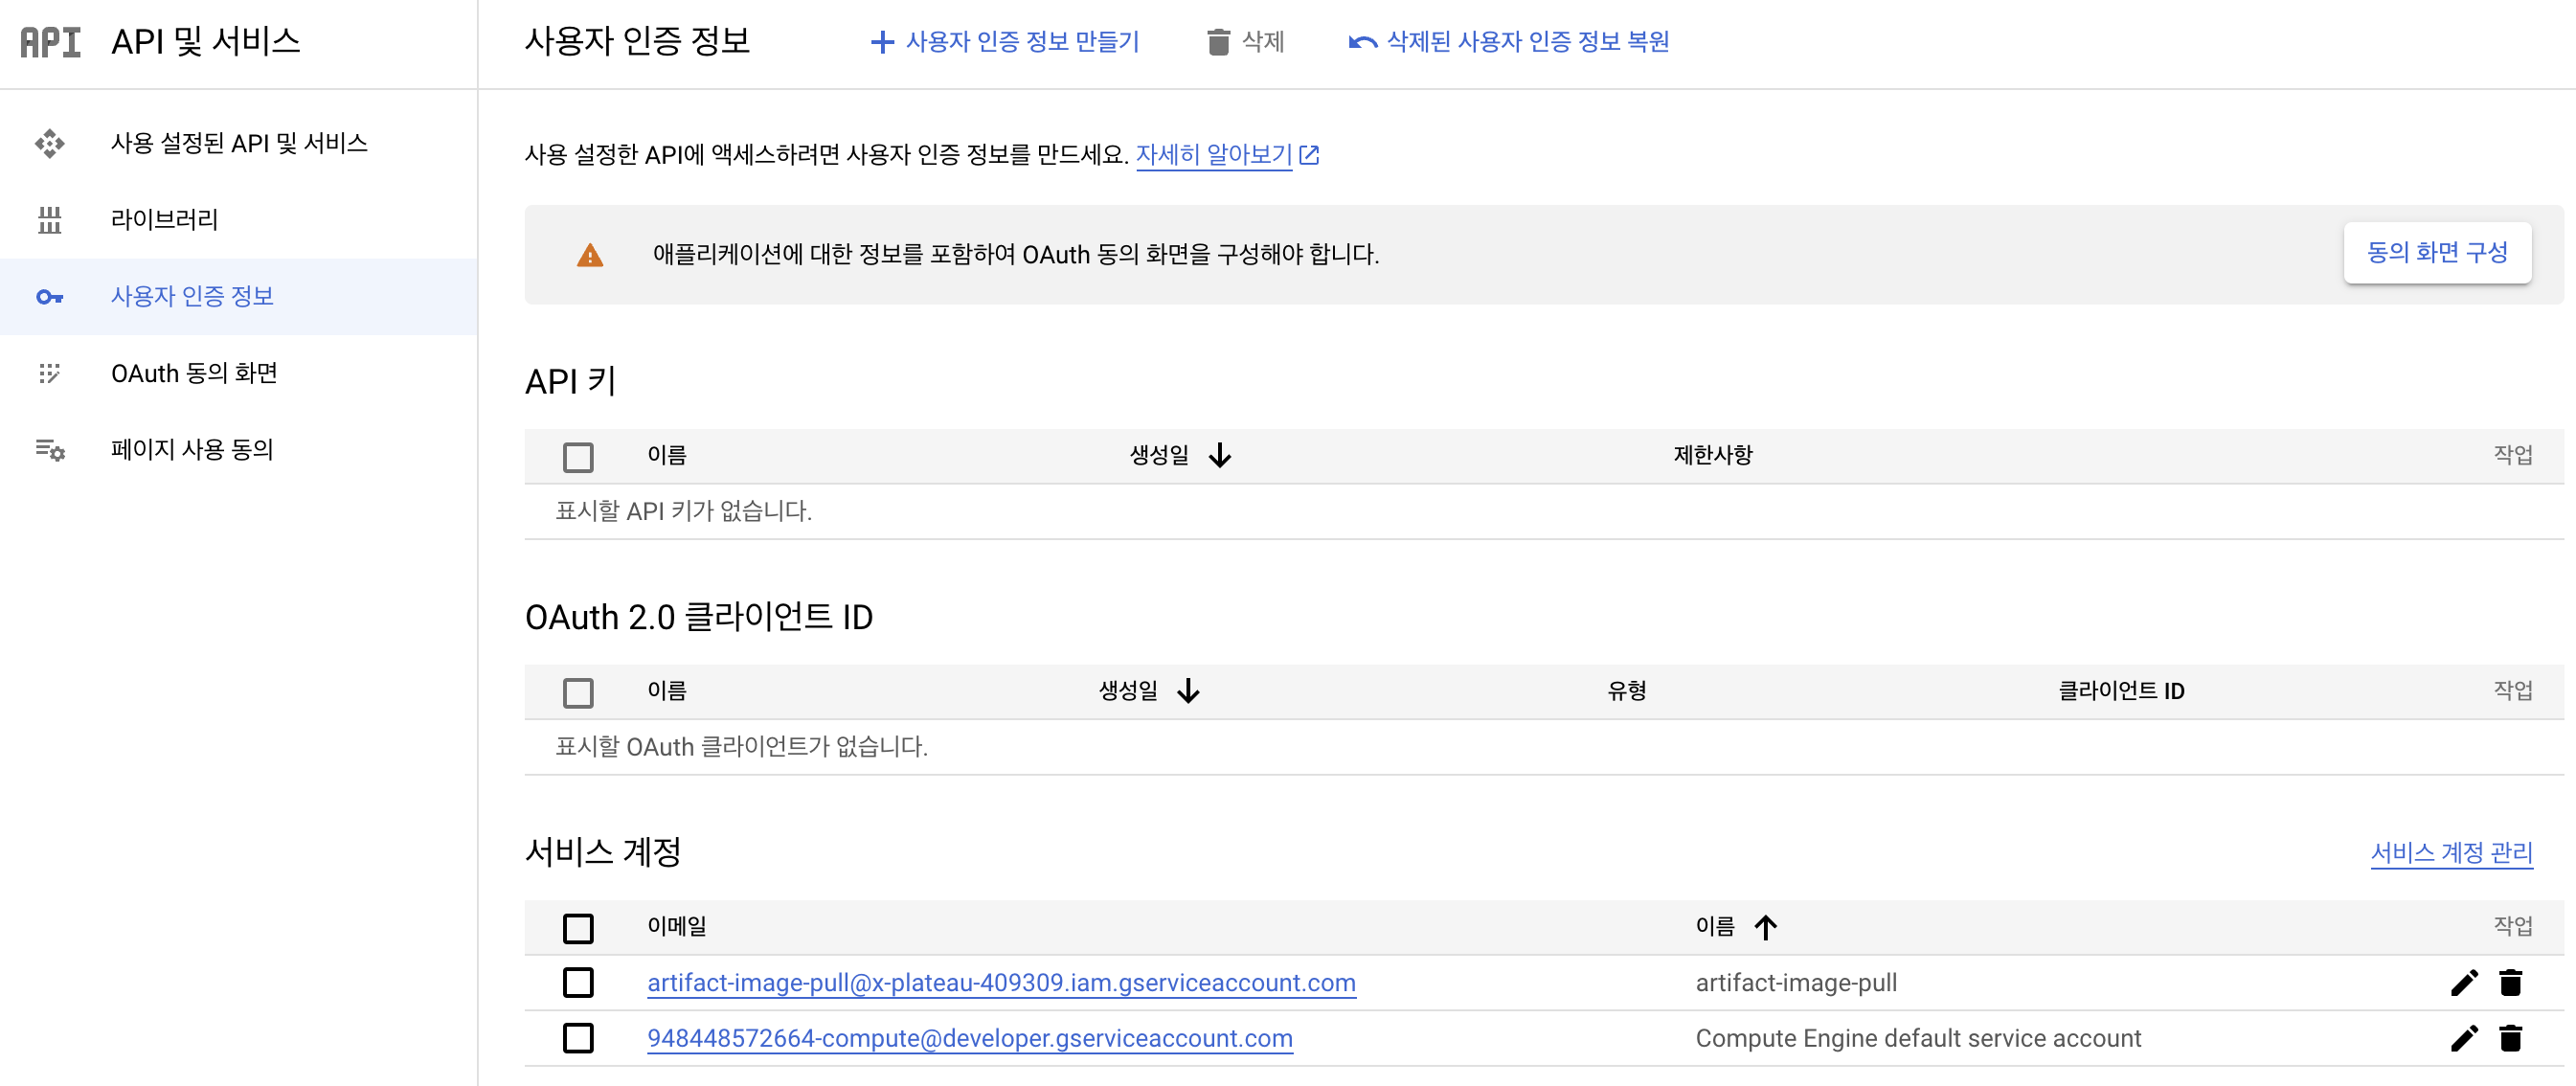 API API 및 서비스
사용 설정된 API 및 서비스
라이브러리
사용자 인증 정보
OAuth 동의 화면
페이지 사용 동의
사용자 인증 정보 사용자 인증 정보 만들기 삭제 삭제된 사용자 인증 정보 복원
사용 설정한 API에 액세스하려면 사용자 인증 정보를 만드세요. 자세히 알아보기
애플리케이션에 대한 정보를 포함하여 OAuth 동의 화면을 구성해야 합니다. 동의 화면 구성
API 키
이름 생성일 제한사항 작업
표시할 API 키가 없습니다.
OAuth 2.0 클라이언트 ID
이름 생성일 유형 클라이언트 ID 작업
표시할 OAuth 클라이언트가 없습니다.
서비스 계정 서비스 계정 관리
이메일 이름 작업
artifact-image-pull@x-plateau-409309.iam.gserviceaccount.com artifact-image-pull
948448572664-compute@developer.gserviceaccount.com Compute Engine default service account